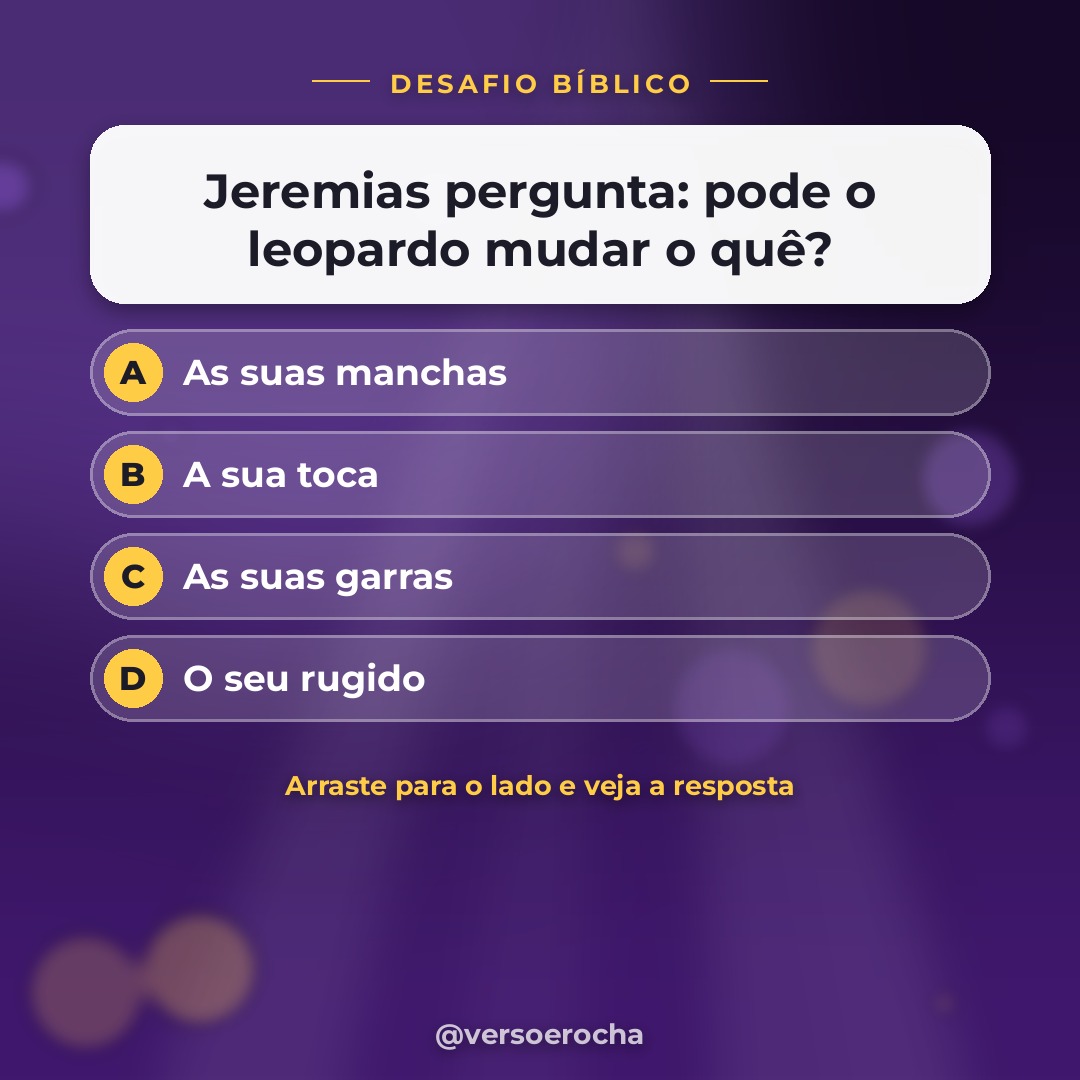 DESAFIO BÍBLICO
Jeremias pergunta: pode o
leopardo mudar o quê?
A As suas manchas
B A sua toca
C As suas garras
D O seu rugido
Arraste para o lado e veja a resposta
@versoerocha